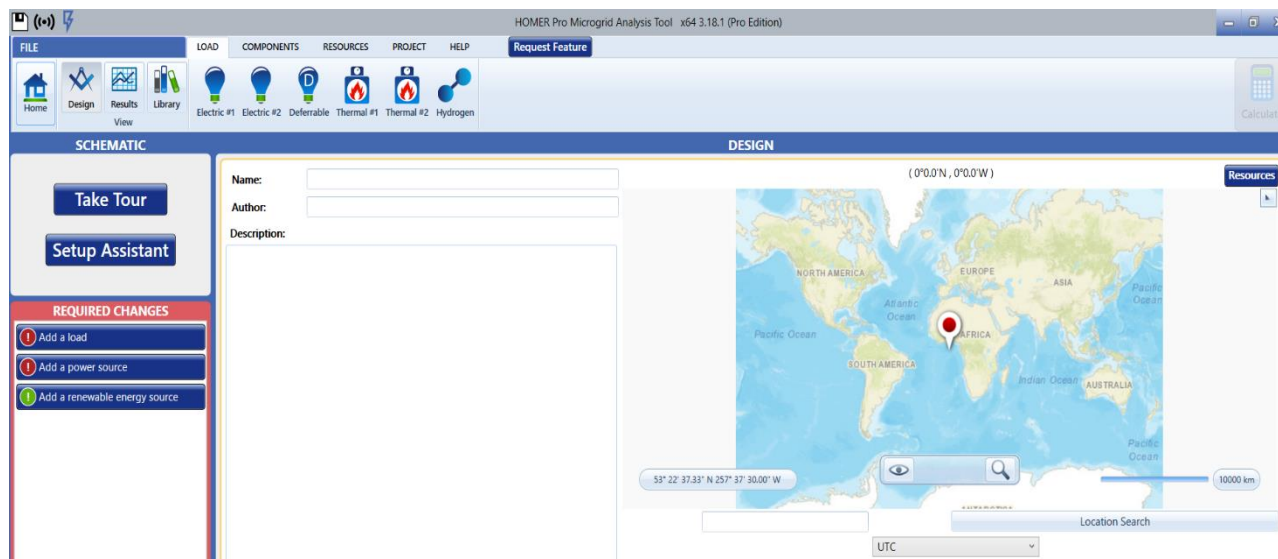 HOMER Pro Microgrid Analysis Tool x64 3.18.1 (Pro Edition)
FILE
LOAD COMPONENTS RESOURCES PROJECT HELP Request Feature
Home Design Results Library
View
Electric #1 Electric #2 Deferrable Thermal #1 Thermal #2 Hydrogen
D
Calculat
SCHEMATIC
DESIGN
Take Tour
Setup Assistant
REQUIRED CHANGES
Add a load
Add a power source
Add a renewable energy source
Name:
Author:
Description:
( 0°0.0'N , 0°0.0'W )
Resources
NORTH AMERICA
EUROPE
ASIA
Atlantic
Ocean
Pacific
Ocean
Pacific Ocean
AFRICA
SOUTH AMERICA
Indian Ocean
AUSTRALIA
Pacific
Ocean
53° 22' 37.33" N 257° 37' 30.00" W
10000 km
Location Search
UTC